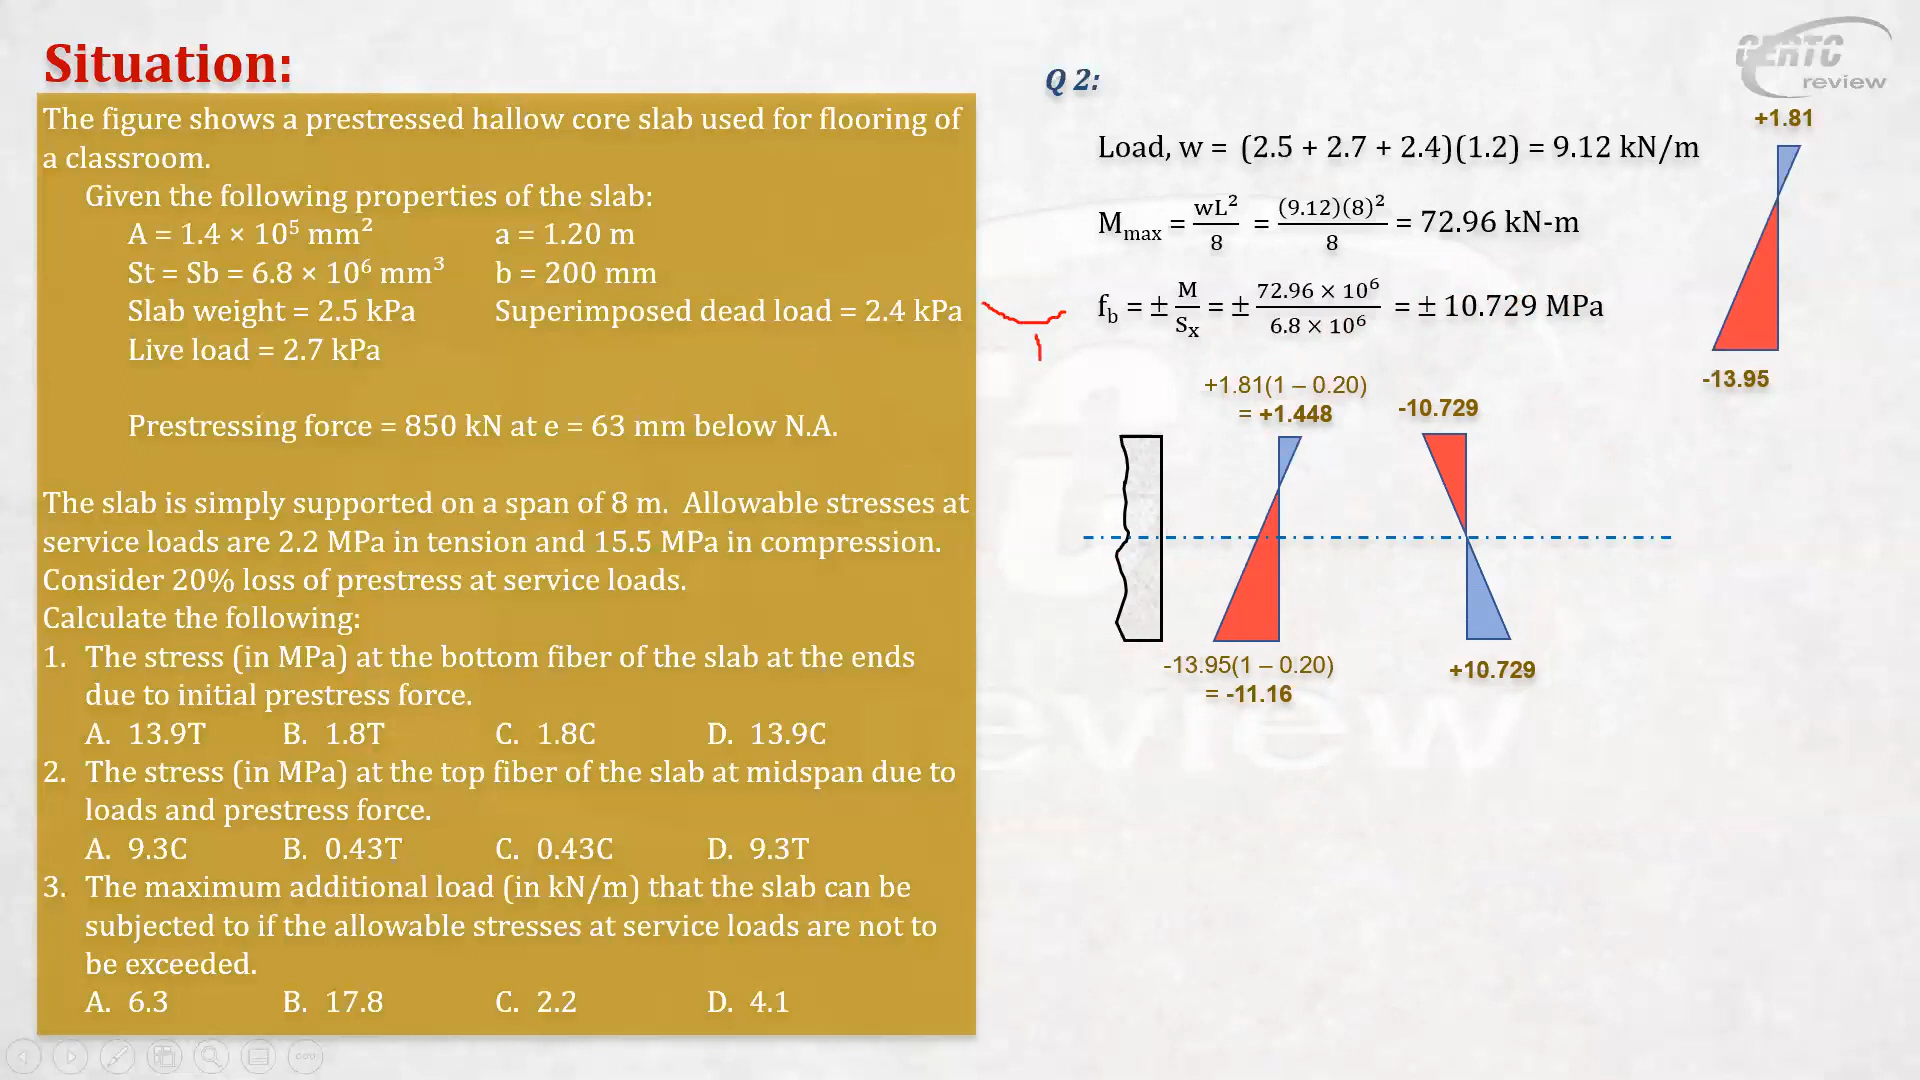 Situation:
The figure shows a prestressed hallow core slab used for flooring of
a classroom.
Given the following properties of the slab:
A = 1.4 × 10⁵ mm² a = 1.20 m
St = Sb = 6.8 × 10⁶ mm³ b = 200 mm
Slab weight = 2.5 kPa Superimposed dead load = 2.4 kPa
Live load = 2.7 kPa
Prestressing force = 850 kN at e = 63 mm below N.A.
The slab is simply supported on a span of 8 m. Allowable stresses at
service loads are 2.2 MPa in tension and 15.5 MPa in compression.
Consider 20% loss of prestress at service loads.
Calculate the following:
1. The stress (in MPa) at the bottom fiber of the slab at the ends
due to initial prestress force.
A. 13.9T B. 1.8T C. 1.8C D. 13.9C
2. The stress (in MPa) at the top fiber of the slab at midspan due to
loads and prestress force.
A. 9.3C B. 0.43T C. 0.43C D. 9.3T
3. The maximum additional load (in kN/m) that the slab can be
subjected to if the allowable stresses at service loads are not to
be exceeded.
A. 6.3 B. 17.8 C. 2.2 D. 4.1
Q 2:
CERTC
review
Load, w = (2.5 + 2.7 + 2.4)(1.2) = 9.12 kN/m
M_max = wL²/8 = (9.12)(8)²/8 = 72.96 kN-m
f_b = ± M/S_x = ± 72.96 × 10⁶/6.8 × 10⁶ = ± 10.729 MPa
+1.81
-13.95
+1.81(1 – 0.20)
= +1.448
-10.729
-13.95(1 – 0.20)
= -11.16
+10.729
review